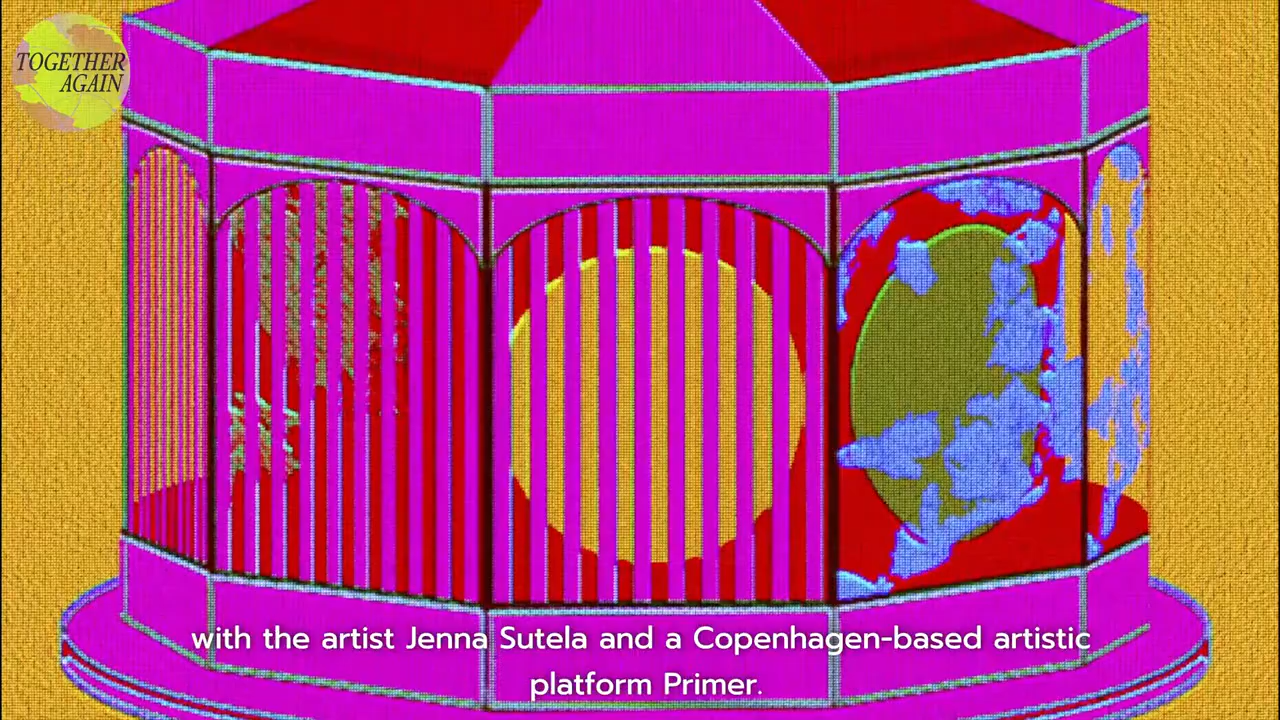 TOGETHER
AGAIN
with the artist Jenna Sutela and a Copenhagen-based artistic
platform Primer.